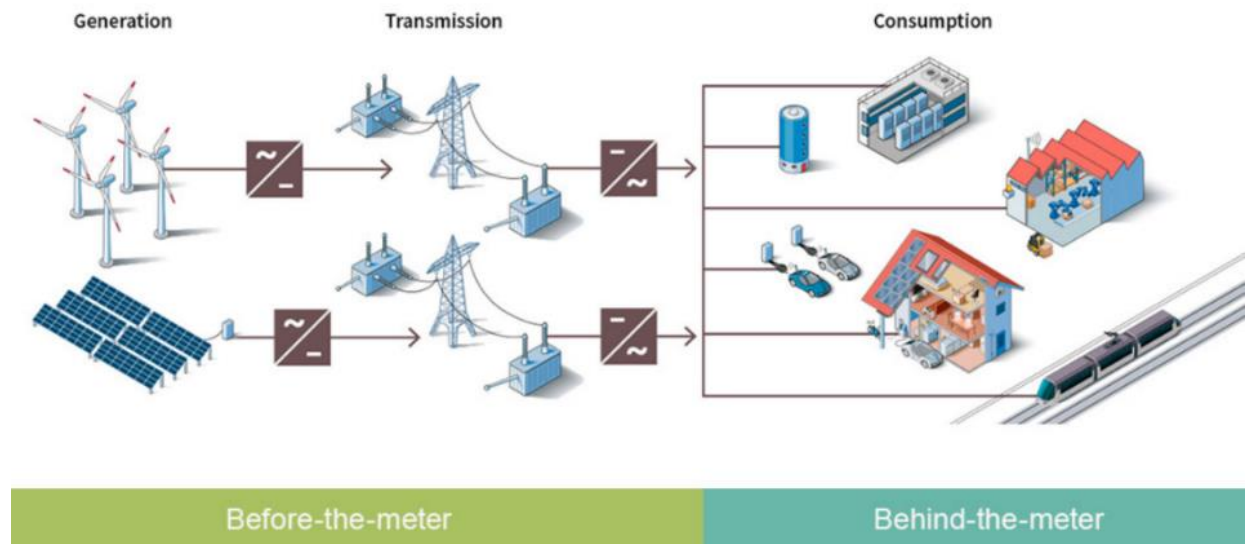 Generation
Transmission
Consumption
~
–
–
~
~
–
–
~
Before-the-meter
Behind-the-meter